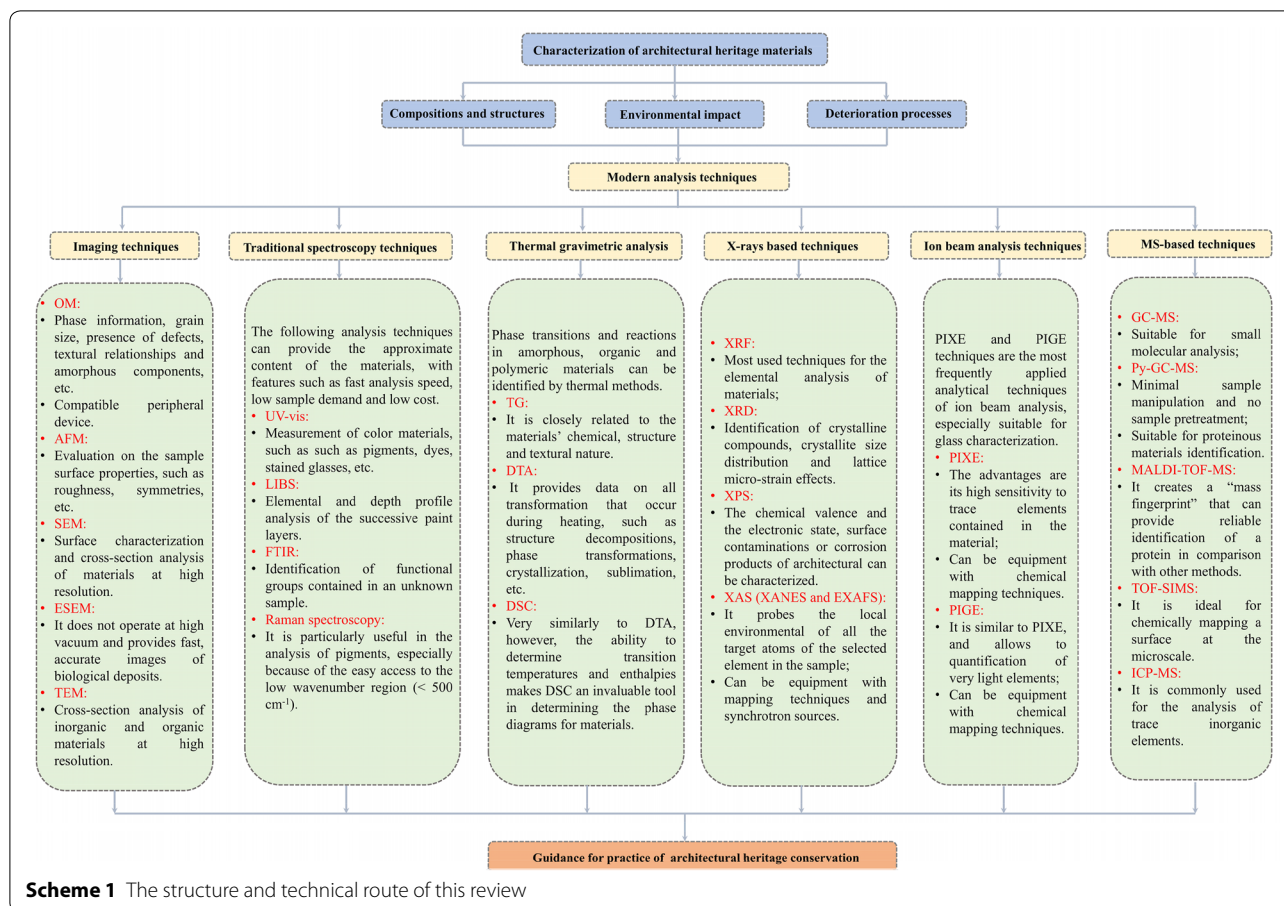 Characterization of architectural heritage materials
Compositions and structures
Environmental impact
Deterioration processes
Modern analysis techniques
Imaging techniques
• OM:
• Phase information, grain
size, presence of defects,
textural relationships and
amorphous components,
etc.
• Compatible peripheral
device.
• AFM:
• Evaluation on the sample
surface properties, such as
roughness, symmetries,
etc.
• SEM:
• Surface characterization
and cross-section analysis
of materials at high
resolution.
• ESEM:
• It does not operate at high
vacuum and provides fast,
accurate images of
biological deposits.
• TEM:
• Cross-section analysis of
inorganic and organic
materials at high
resolution.
Traditional spectroscopy techniques
The following analysis techniques
can provide the approximate
content of the materials, with
features such as fast analysis speed,
low sample demand and low cost.
• UV-vis:
• Measurement of color materials,
such as such as pigments, dyes,
stained glasses, etc.
• LIBS:
• Elemental and depth profile
analysis of the successive paint
layers.
• FTIR:
• Identification of functional
groups contained in an unknown
sample.
• Raman spectroscopy:
• It is particularly useful in the
analysis of pigments, especially
because of the easy access to the
low wavenumber region (< 500
cm⁻¹).
Thermal gravimetric analysis
Phase transitions and reactions
in amorphous, organic and
polymeric materials can be
identified by thermal methods.
• TG:
• It is closely related to the
materials’ chemical, structure
and textural nature.
• DTA:
• It provides data on all
transformation that occur
during heating, such as
structure decompositions,
phase transformations,
crystallization, sublimation,
etc.
• DSC:
• Very similarly to DTA,
however, the ability to
determine transition
temperatures and enthalpies
makes DSC an invaluable tool
in determining the phase
diagrams for materials.
X-rays based techniques
• XRF:
• Most used techniques for the
elemental analysis of
materials;
• XRD:
• Identification of crystalline
compounds, crystallite size
distribution and lattice
micro-strain effects.
• XPS:
• The chemical valence and
the electronic state, surface
contaminations or corrosion
products of architectural can
be characterized.
• XAS (XANES and EXAFS):
• It probes the local
environmental of all the
target atoms of the selected
element in the sample;
• Can be equipment with
mapping techniques and
synchrotron sources.
Ion beam analysis techniques
PIXE and PIGE
techniques are the most
frequently applied
analytical techniques
of ion beam analysis,
especially suitable for
glass characterization.
• PIXE:
• The advantages are
its high sensitivity to
trace elements
contained in the
material;
• Can be equipment
with chemical
mapping techniques.
• PIGE:
• It is similar to PIXE,
and allows to
quantification of
very light elements;
• Can be equipment
with chemical
mapping techniques.
MS-based techniques
• GC-MS:
• Suitable for small
molecular analysis;
• Py-GC-MS:
• Minimal sample
manipulation and no
sample pretreatment;
• Suitable for proteinous
materials identification.
• MALDI-TOF-MS:
• It creates a “mass
fingerprint” that can
provide reliable
identification of a
protein in comparison
with other methods.
• TOF-SIMS:
• It is ideal for
chemically mapping a
surface at the
microscale.
• ICP-MS:
• It is commonly used
for the analysis of
trace inorganic
elements.
Guidance for practice of architectural heritage conservation
Scheme 1 The structure and technical route of this review